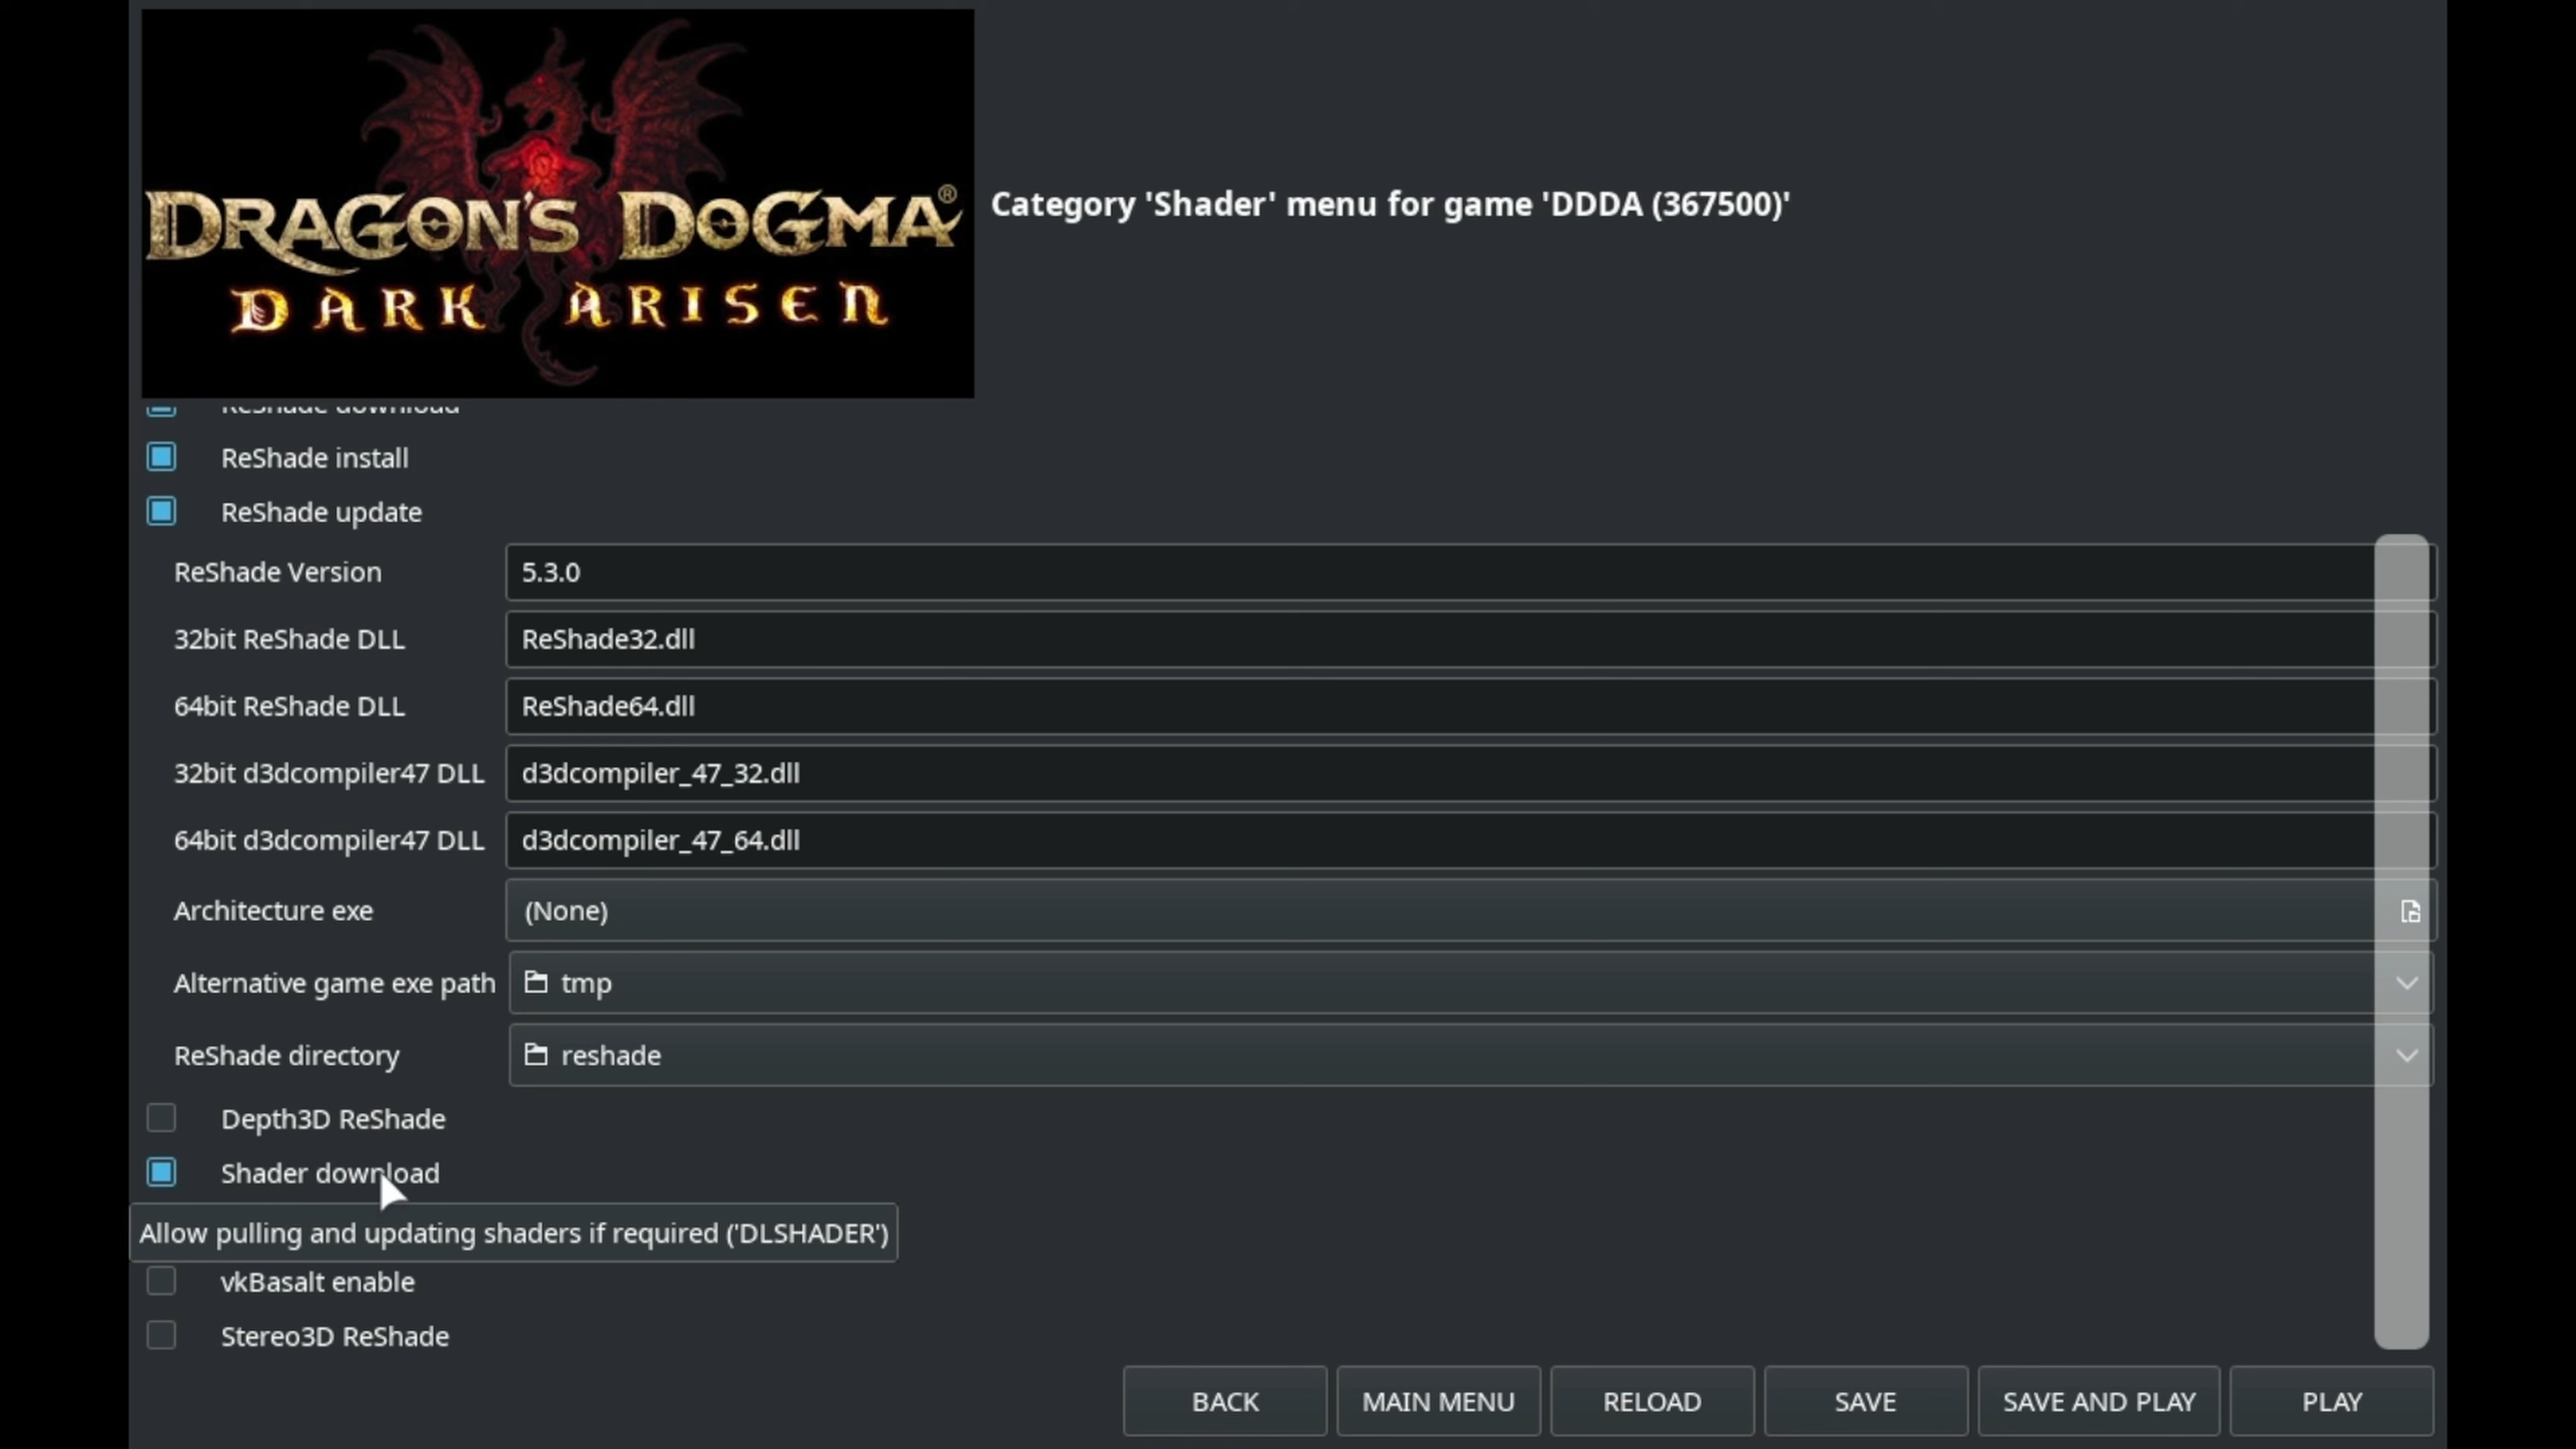 DRAGON'S DOGMA®
DARK ARISEN
Category 'Shader' menu for game 'DDDA (367500)'
ReShade download
ReShade install
ReShade update
ReShade Version 5.3.0
32bit ReShade DLL ReShade32.dll
64bit ReShade DLL ReShade64.dll
32bit d3dcompiler47 DLL d3dcompiler_47_32.dll
64bit d3dcompiler47 DLL d3dcompiler_47_64.dll
Architecture exe (None)
Alternative game exe path tmp
ReShade directory reshade
Depth3D ReShade
Shader download
Allow pulling and updating shaders if required ('DLSHADER')
vkBasalt enable
Stereo3D ReShade
BACK MAIN MENU RELOAD SAVE SAVE AND PLAY PLAY